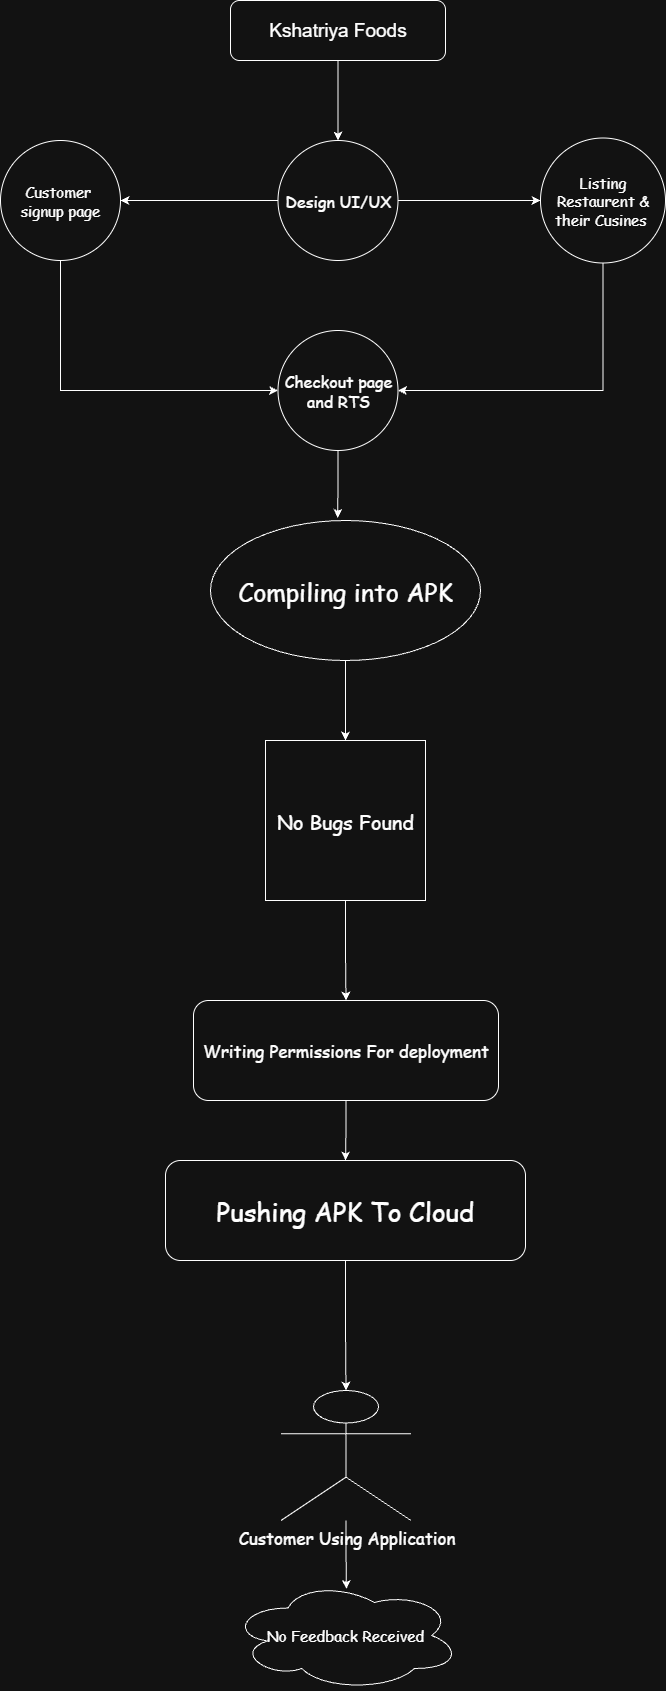 Kshatriya Foods
Customer
signup page
Design UI/UX
Listing
Restaurent &
their Cusines
Checkout page
and RTS
Compiling into APK
No Bugs Found
Writing Permissions For deployment
Pushing APK To Cloud
Customer Using Application
No Feedback Received